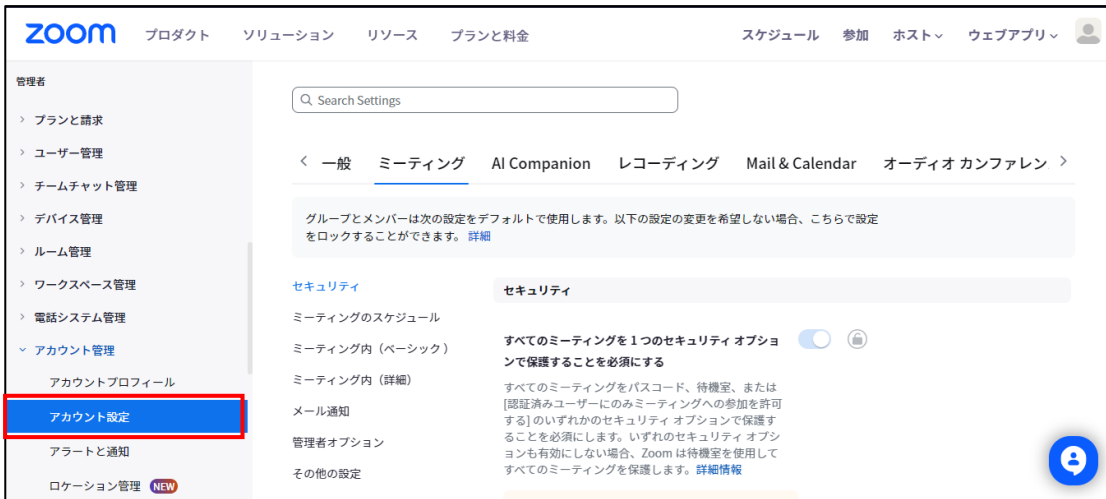 zoom プロダクト ソリューション リソース プランと料金 スケジュール 参加 ホスト ウェブアプリ
管理者
プランと請求
ユーザー管理
チームチャット管理
デバイス管理
ルーム管理
ワークスペース管理
電話システム管理
アカウント管理
アカウントプロフィール
アカウント設定
アラートと通知
ロケーション管理 NEW
Search Settings
一般 ミーティング AI Companion レコーディング Mail & Calendar オーディオ カンファレン
グループとメンバーは次の設定をデフォルトで使用します。以下の設定の変更を希望しない場合、こちらで設定
をロックすることができます。 詳細
セキュリティ
ミーティングのスケジュール
ミーティング内（ベーシック）
ミーティング内（詳細）
メール通知
管理者オプション
その他の設定
セキュリティ
すべてのミーティングを 1 つのセキュリティ オプショ
ンで保護することを必須にする
すべてのミーティングをパスコード、待機室、または
[認証済みユーザーにのみミーティングへの参加を許可
する] のいずれかのセキュリティ オプションで保護す
ることを必須にします。いずれのセキュリティ オプシ
ョンも有効にしない場合、Zoom は待機室を使用して
すべてのミーティングを保護します。詳細情報